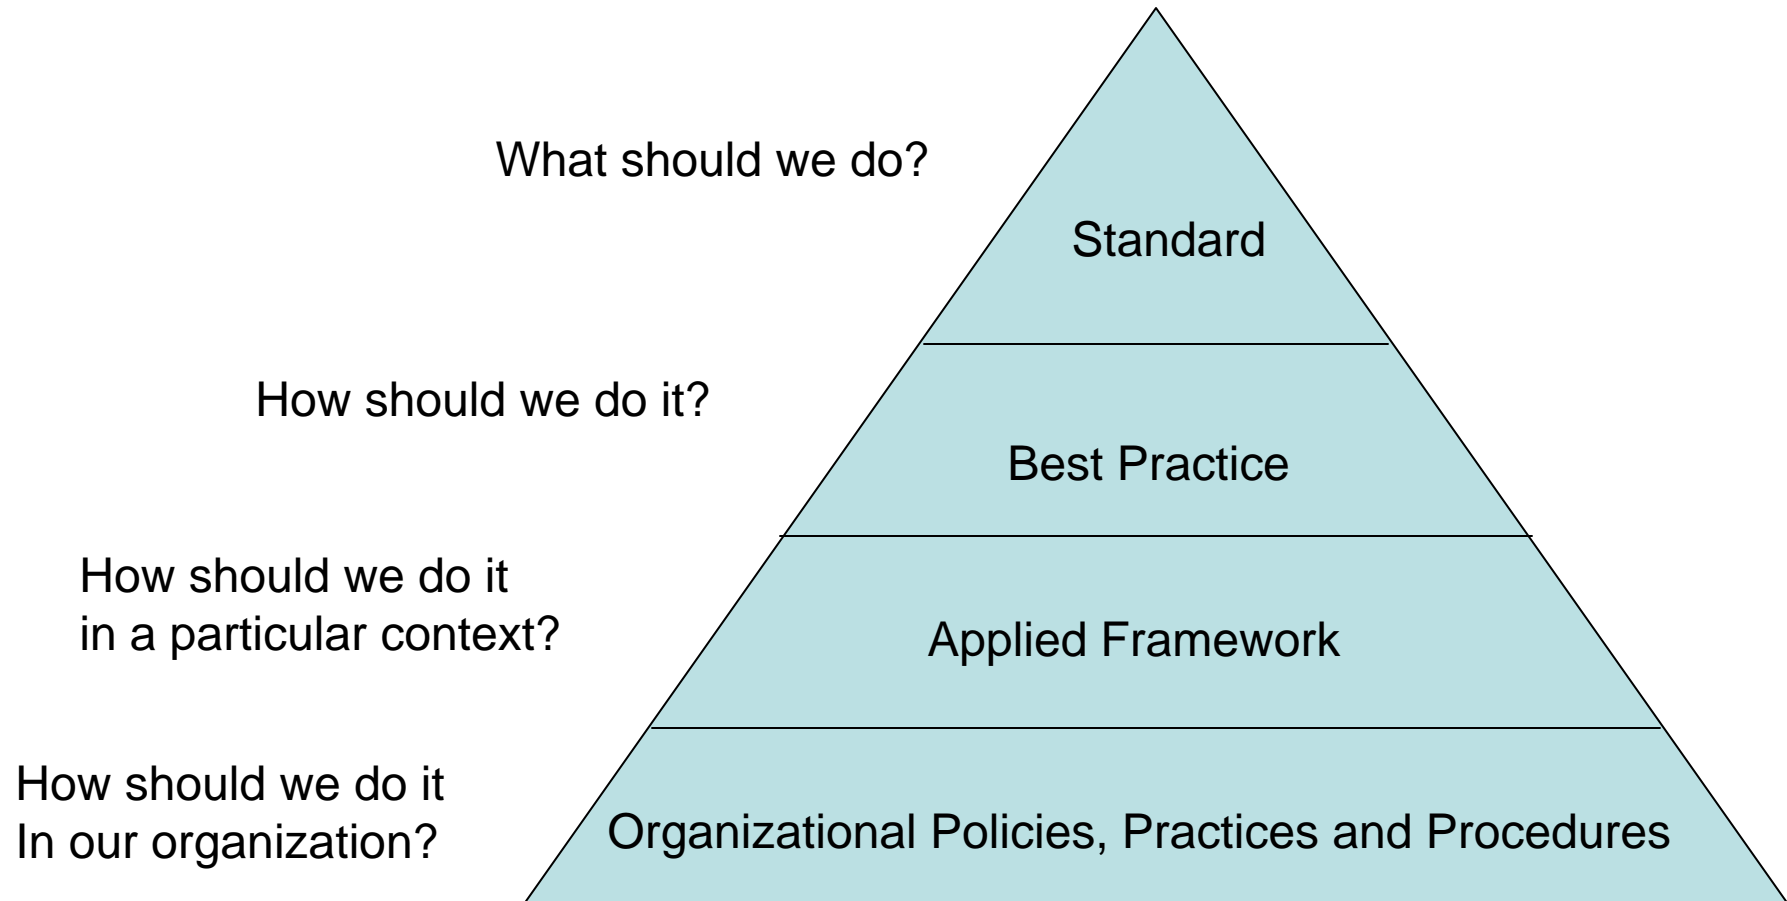 What should we do?
Standard
How should we do it?
Best Practice
How should we do it
in a particular context?
Applied Framework
How should we do it
In our organization?
Organizational Policies, Practices and Procedures